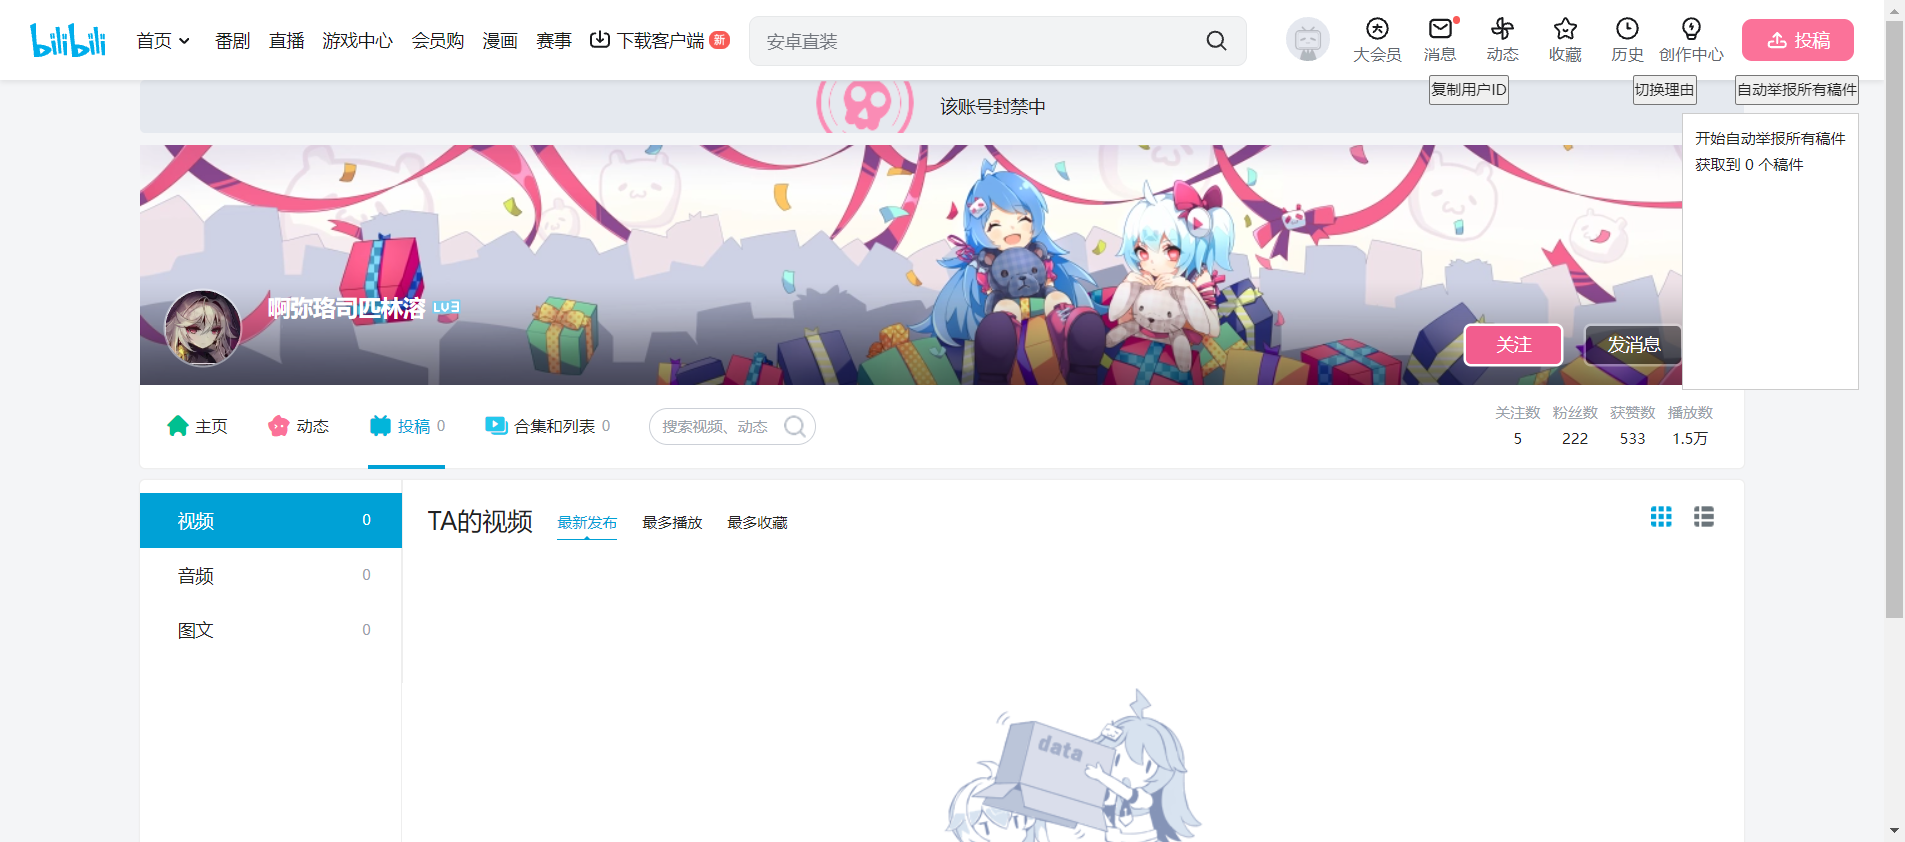 bilibili 首页 番剧 直播 游戏中心 会员购 漫画 赛事 下载客户端 新 安卓直装 大会员 消息 动态 收藏 历史 创作中心 投稿
复制用户ID 切换理由 自动举报所有稿件
该账号封禁中
开始自动举报所有稿件
获取到 0 个稿件
啊弥珞司匹林溶 LV3
关注 发消息
主页 动态 投稿 0 合集和列表 0 搜索视频、动态
关注数 粉丝数 获赞数 播放数
5 222 533 1.5万
视频 0
音频 0
图文 0
TA的视频 最新发布 最多播放 最多收藏
data